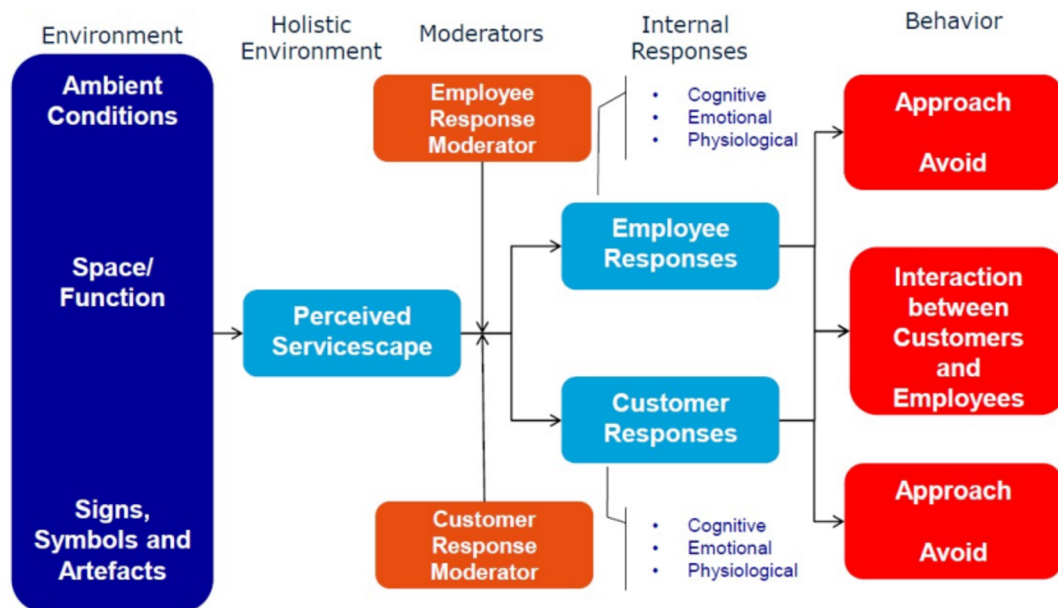 Environment
Holistic
Environment
Moderators
Internal
Responses
Behavior
Ambient
Conditions
Space/
Function
Signs,
Symbols and
Artefacts
Perceived
Servicescape
Employee
Response
Moderator
Customer
Response
Moderator
• Cognitive
• Emotional
• Physiological
Employee
Responses
Customer
Responses
• Cognitive
• Emotional
• Physiological
Approach
Avoid
Interaction
between
Customers
and
Employees
Approach
Avoid